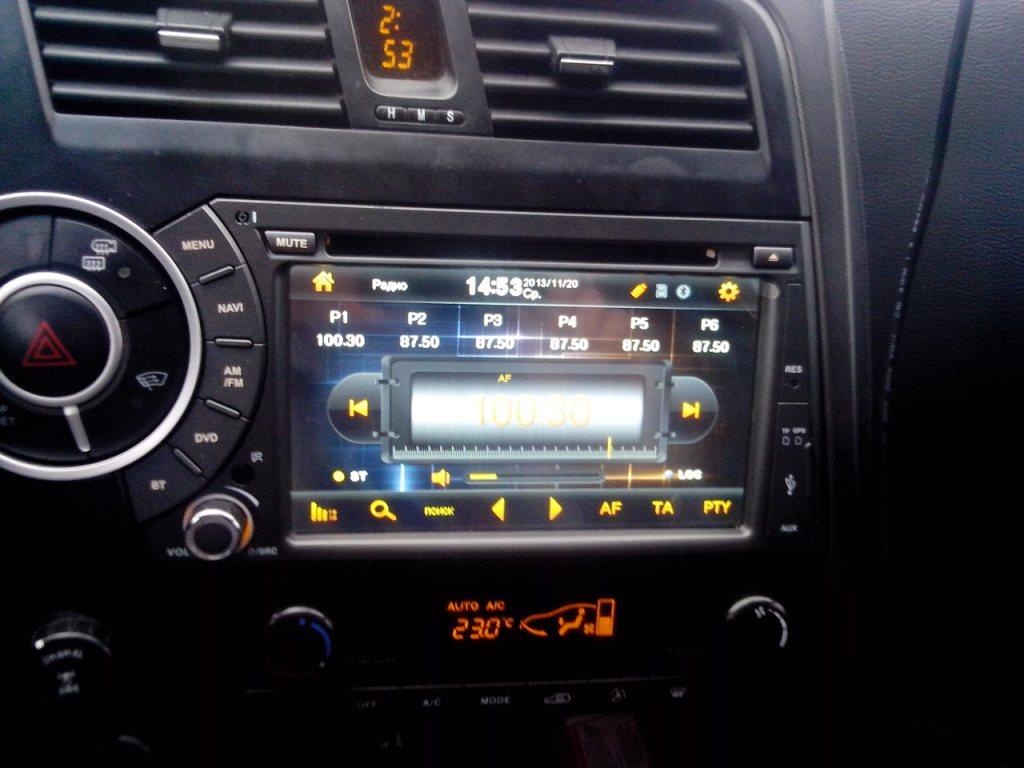 2:
53
H M S
MENU
NAVI
AM
/FM
DVD
BT
VOL
/SRC
MUTE
Радио 14:53 2013/11/20
Ср.
P1 P2 P3 P4 P5 P6
100.30 87.50 87.50 87.50 87.50 87.50
AF
100.30
ST LOC
поиск AF TA PTY
RES
GPS
AUX
AUTO A/C
23.0°C
OFF A/C MODE